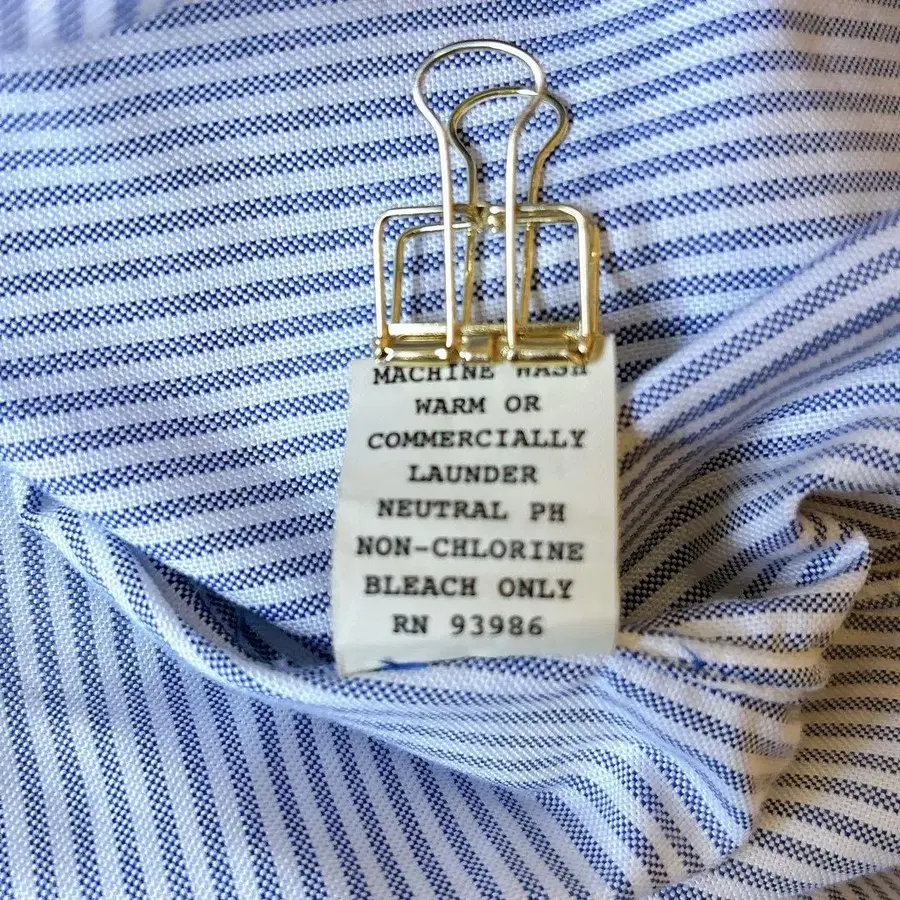 MACHINE WASH
WARM OR
COMMERCIALLY
LAUNDER
NEUTRAL PH
NON-CHLORINE
BLEACH ONLY
RN 93986